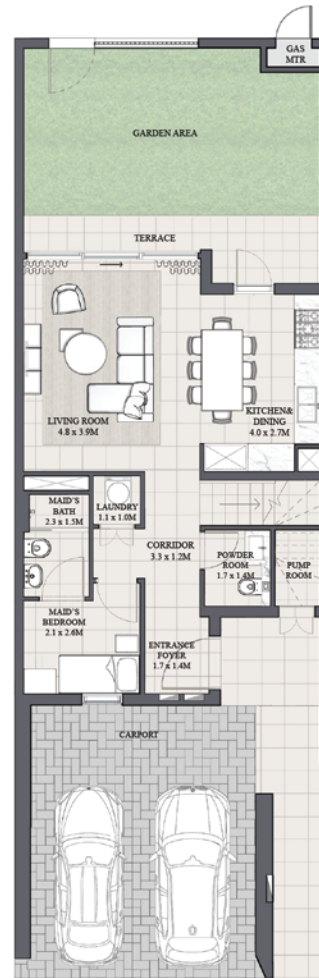 GAS
MTR
GARDEN AREA
TERRACE
LIVING ROOM
4.8 x 3.9M
KITCHEN&
DINING
4.0 x 2.7M
MAID'S
BATH
2.3 x 1.5M
LAUNDRY
1.1 x 1.0M
CORRIDOR
3.3 x 1.2M
POWDER
ROOM
1.7 x 1.4M
PUMP
ROOM
MAID'S
BEDROOM
2.1 x 2.6M
ENTRANCE
FOYER
1.7 x 1.4M
CARPORT